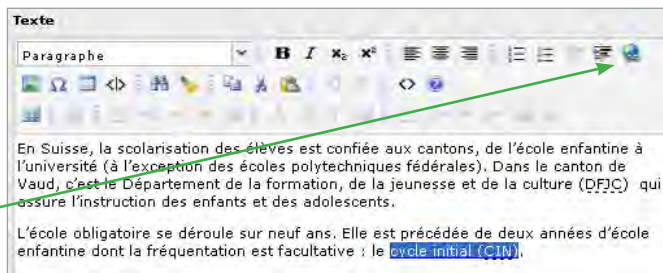 Texte
Paragraphe
B I x₂ x²
En Suisse, la scolarisation des élèves est confiée aux cantons, de l'école enfantine à
l'université (à l'exception des écoles polytechniques fédérales). Dans le canton de
Vaud, c'est le Département de la formation, de la jeunesse et de la culture (DFJC) qui
assure l'instruction des enfants et des adolescents.
L'école obligatoire se déroule sur neuf ans. Elle est précédée de deux années d'école
enfantine dont la fréquentation est facultative : le cycle initial (CIN).